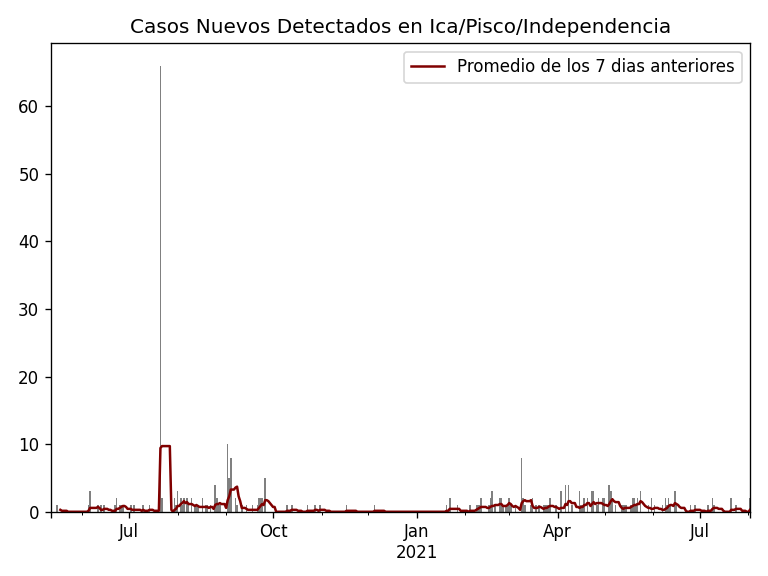 Casos Nuevos Detectados en Ica/Pisco/Independencia
Promedio de los 7 dias anteriores
60
50
40
30
20
10
0
Jul
Oct
Jan
2021
Apr
Jul